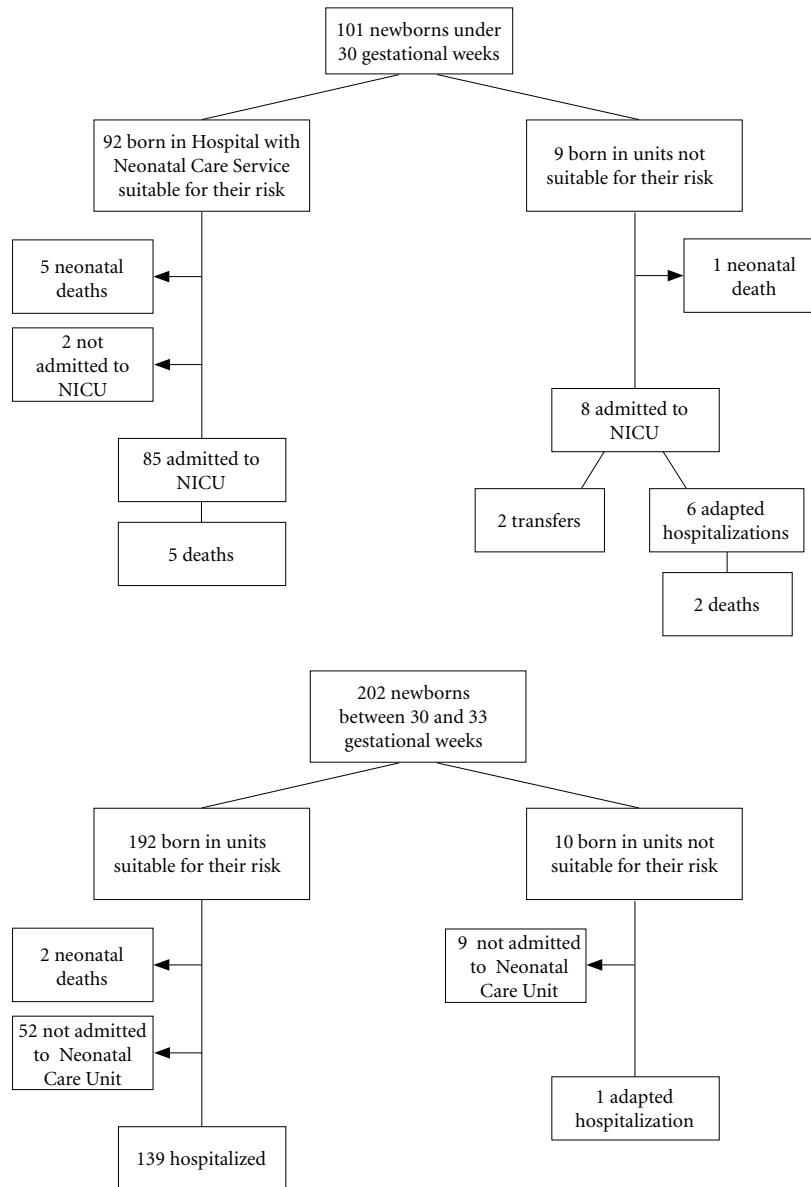 101 newborns under
30 gestational weeks
92 born in Hospital with
Neonatal Care Service
suitable for their risk
9 born in units not
suitable for their risk
5 neonatal
deaths
1 neonatal
death
2 not
admitted to
NICU
8 admitted to
NICU
85 admitted to
NICU
2 transfers
6 adapted
hospitalizations
5 deaths
2 deaths
202 newborns
between 30 and 33
gestational weeks
192 born in units
suitable for their risk
10 born in units not
suitable for their risk
2 neonatal
deaths
9 not admitted
to Neonatal
Care Unit
52 not admitted
to Neonatal
Care Unit
1 adapted
hospitalization
139 hospitalized